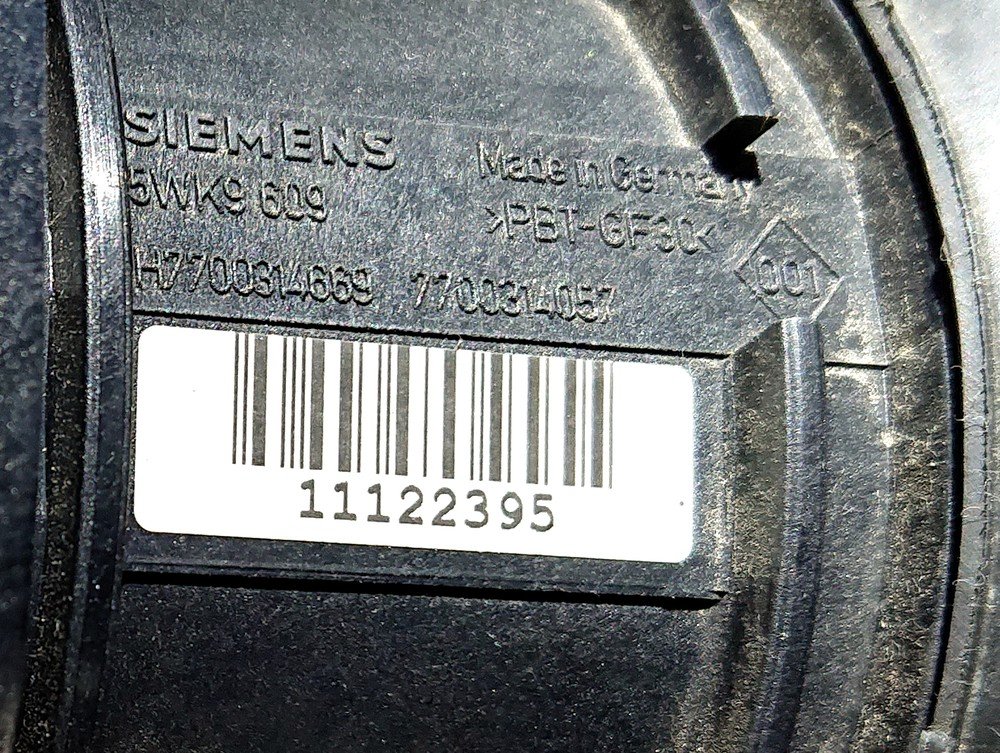 SIEMENS
5WK9 609
Made in Germany
>PBT-GF30<
H7700314669 7700314057
001
11122395